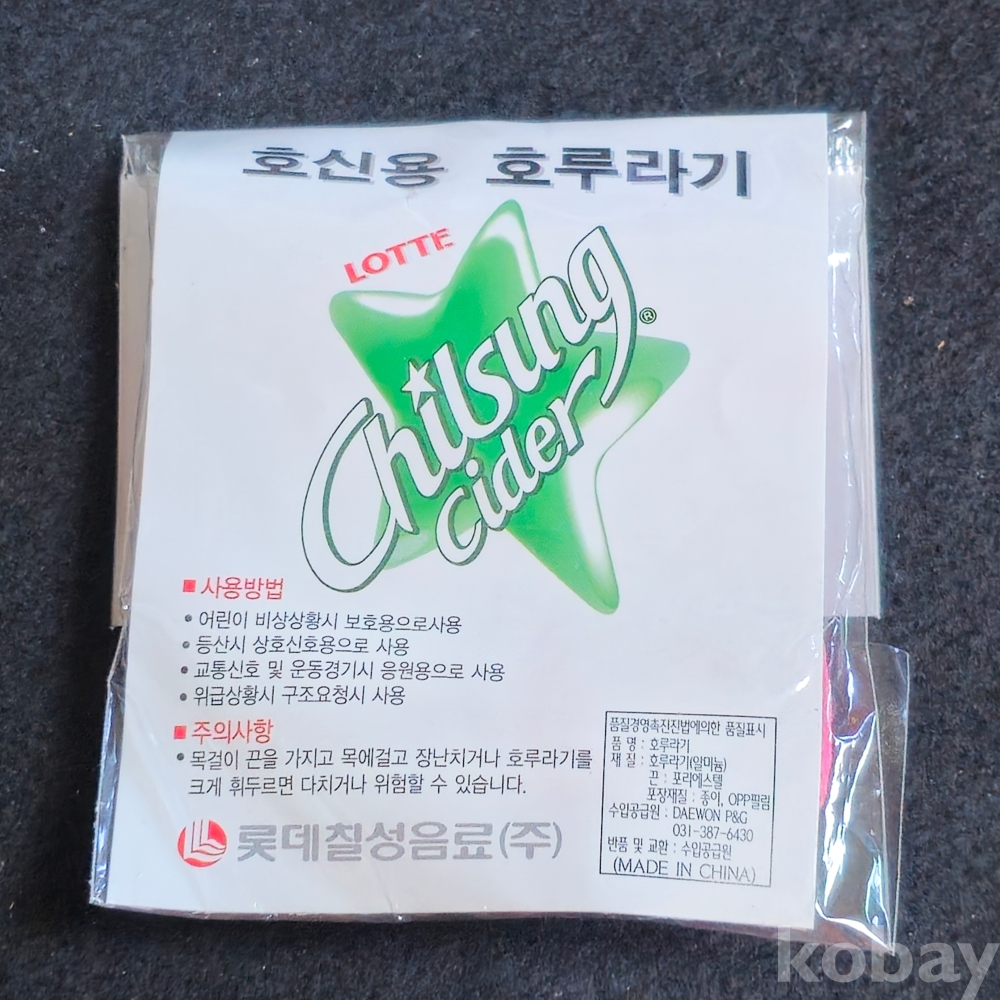 호신용 호루라기
LOTTE
Chilsung®
Cider
■ 사용방법
• 어린이 비상상황시 보호용으로사용
• 등산시 상호신호용으로 사용
• 교통신호 및 운동경기시 응원용으로 사용
• 위급상황시 구조요청시 사용
■ 주의사항
• 목걸이 끈을 가지고 목에걸고 장난치거나 호루라기를
크게 휘두르면 다치거나 위험할 수 있습니다.
롯데칠성음료(주)
품질경영촉진진법에의한 품질표시
품 명 : 호루라기
재 질 : 호루라기(알미늄)
끈 : 포리에스텔
포장재질 : 종이, OPP필림
수입공급원 : DAEWON P&G
031-387-6430
반품 및 교환 : 수입공급원
(MADE IN CHINA)
kobay